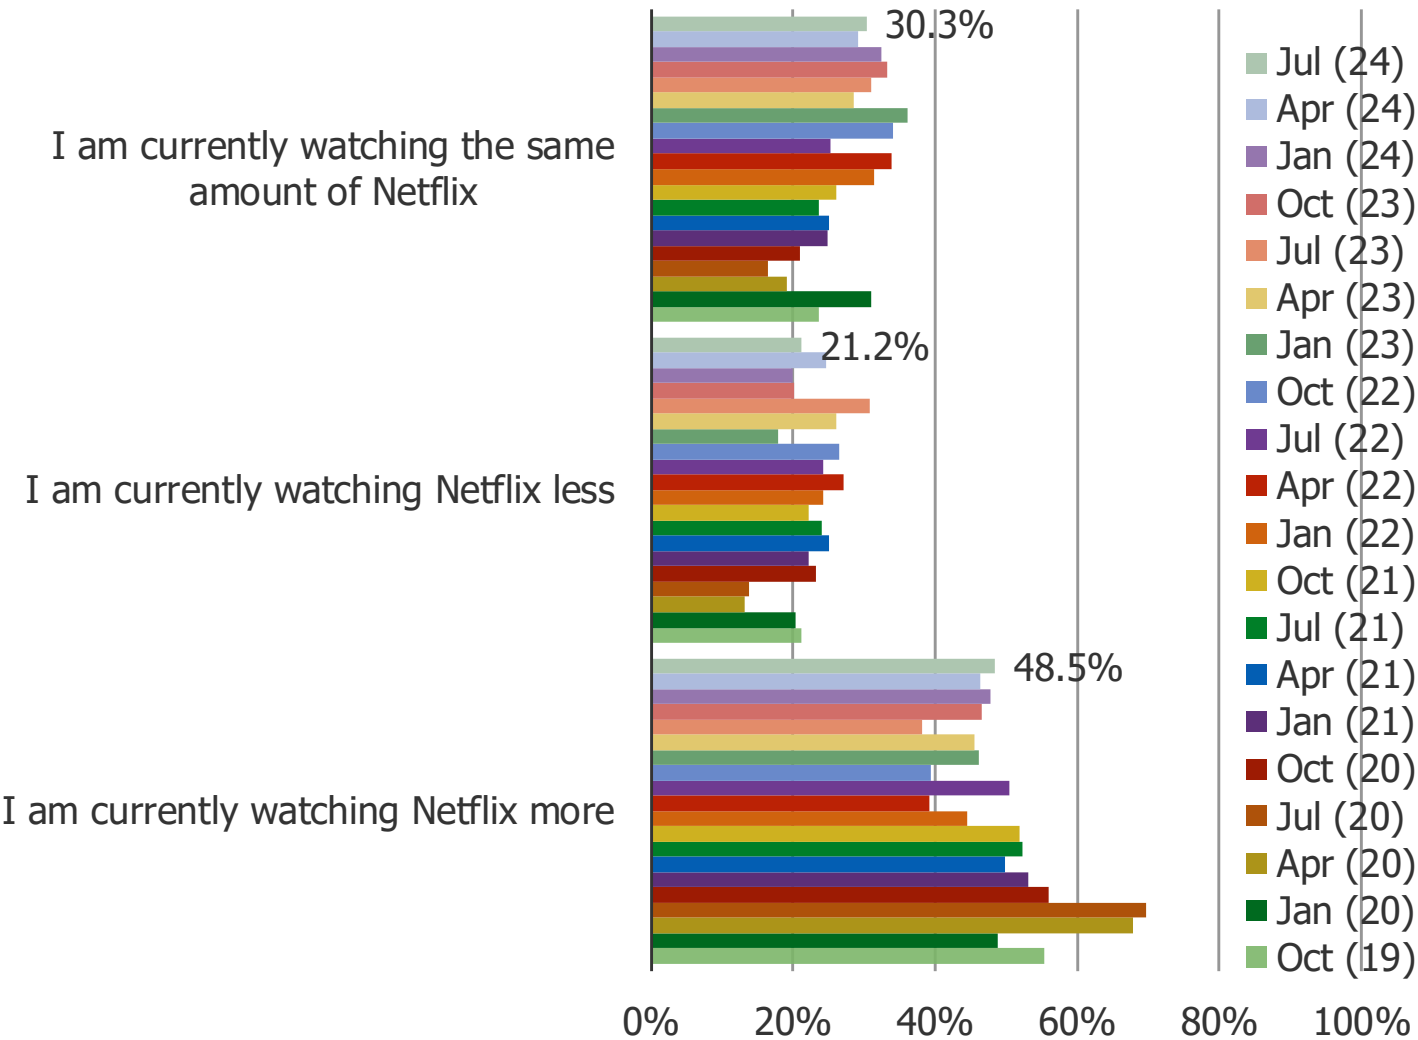 30.3%
I am currently watching the same
amount of Netflix
21.2%
I am currently watching Netflix less
48.5%
I am currently watching Netflix more
0% 20% 40% 60% 80% 100%
Jul (24)
Apr (24)
Jan (24)
Oct (23)
Jul (23)
Apr (23)
Jan (23)
Oct (22)
Jul (22)
Apr (22)
Jan (22)
Oct (21)
Jul (21)
Apr (21)
Jan (21)
Oct (20)
Jul (20)
Apr (20)
Jan (20)
Oct (19)